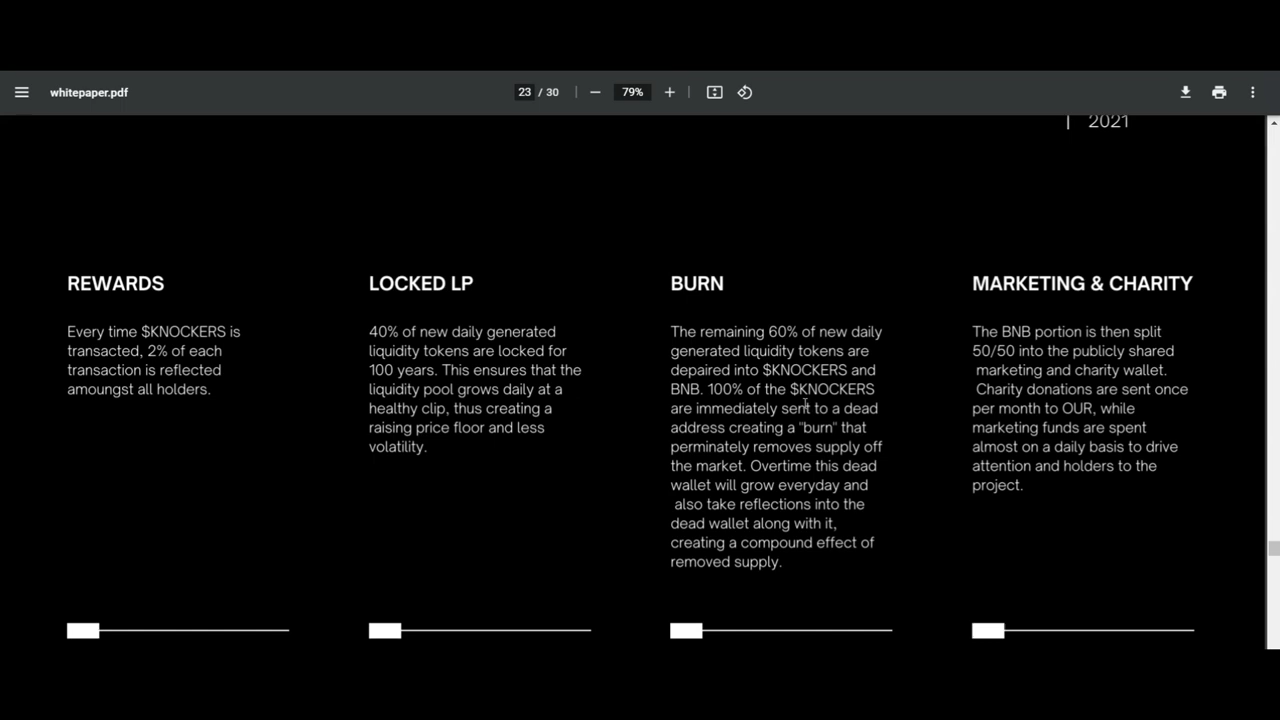 whitepaper.pdf
23 / 30
79%
| 2021
REWARDS
Every time $KNOCKERS is
transacted, 2% of each
transaction is reflected
amoungst all holders.
LOCKED LP
40% of new daily generated
liquidity tokens are locked for
100 years. This ensures that the
liquidity pool grows daily at a
healthy clip, thus creating a
raising price floor and less
volatility.
BURN
The remaining 60% of new daily
generated liquidity tokens are
depaired into $KNOCKERS and
BNB. 100% of the $KNOCKERS
are immediately sent to a dead
address creating a "burn" that
perminately removes supply off
the market. Overtime this dead
wallet will grow everyday and
also take reflections into the
dead wallet along with it,
creating a compound effect of
removed supply.
MARKETING & CHARITY
The BNB portion is then split
50/50 into the publicly shared
marketing and charity wallet.
Charity donations are sent once
per month to OUR, while
marketing funds are spent
almost on a daily basis to drive
attention and holders to the
project.